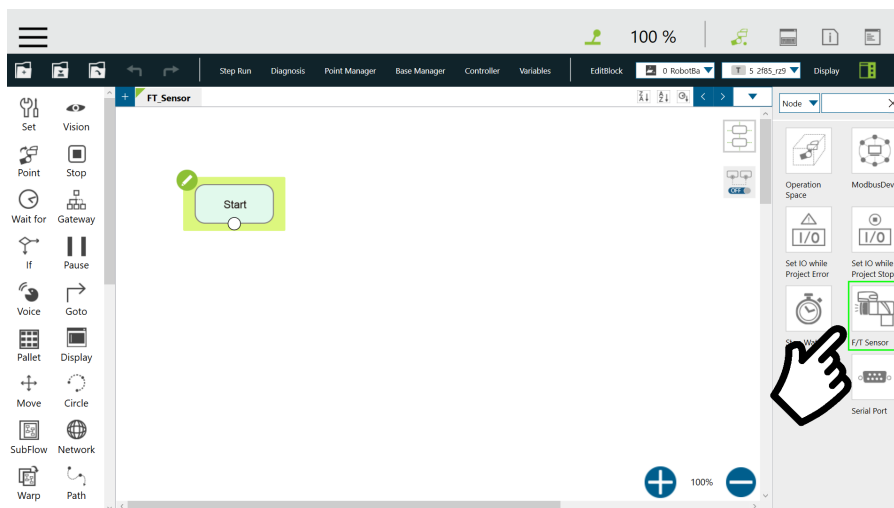 100 %
Step Run
Diagnosis
Point Manager
Base Manager
Controller
Variables
EditBlock
0 RobotBa
T 5 2f85_rz9
Display
+ FT_Sensor
Node
Set
Vision
Point
Stop
Wait for
Gateway
If
Pause
Voice
Goto
Pallet
Display
Move
Circle
SubFlow
Network
Warp
Path
Start
OFF
100%
Operation
Space
ModbusDev
I/O
I/O
Set IO while
Project Error
Set IO while
Project Stop
F/T Sensor
Serial Port